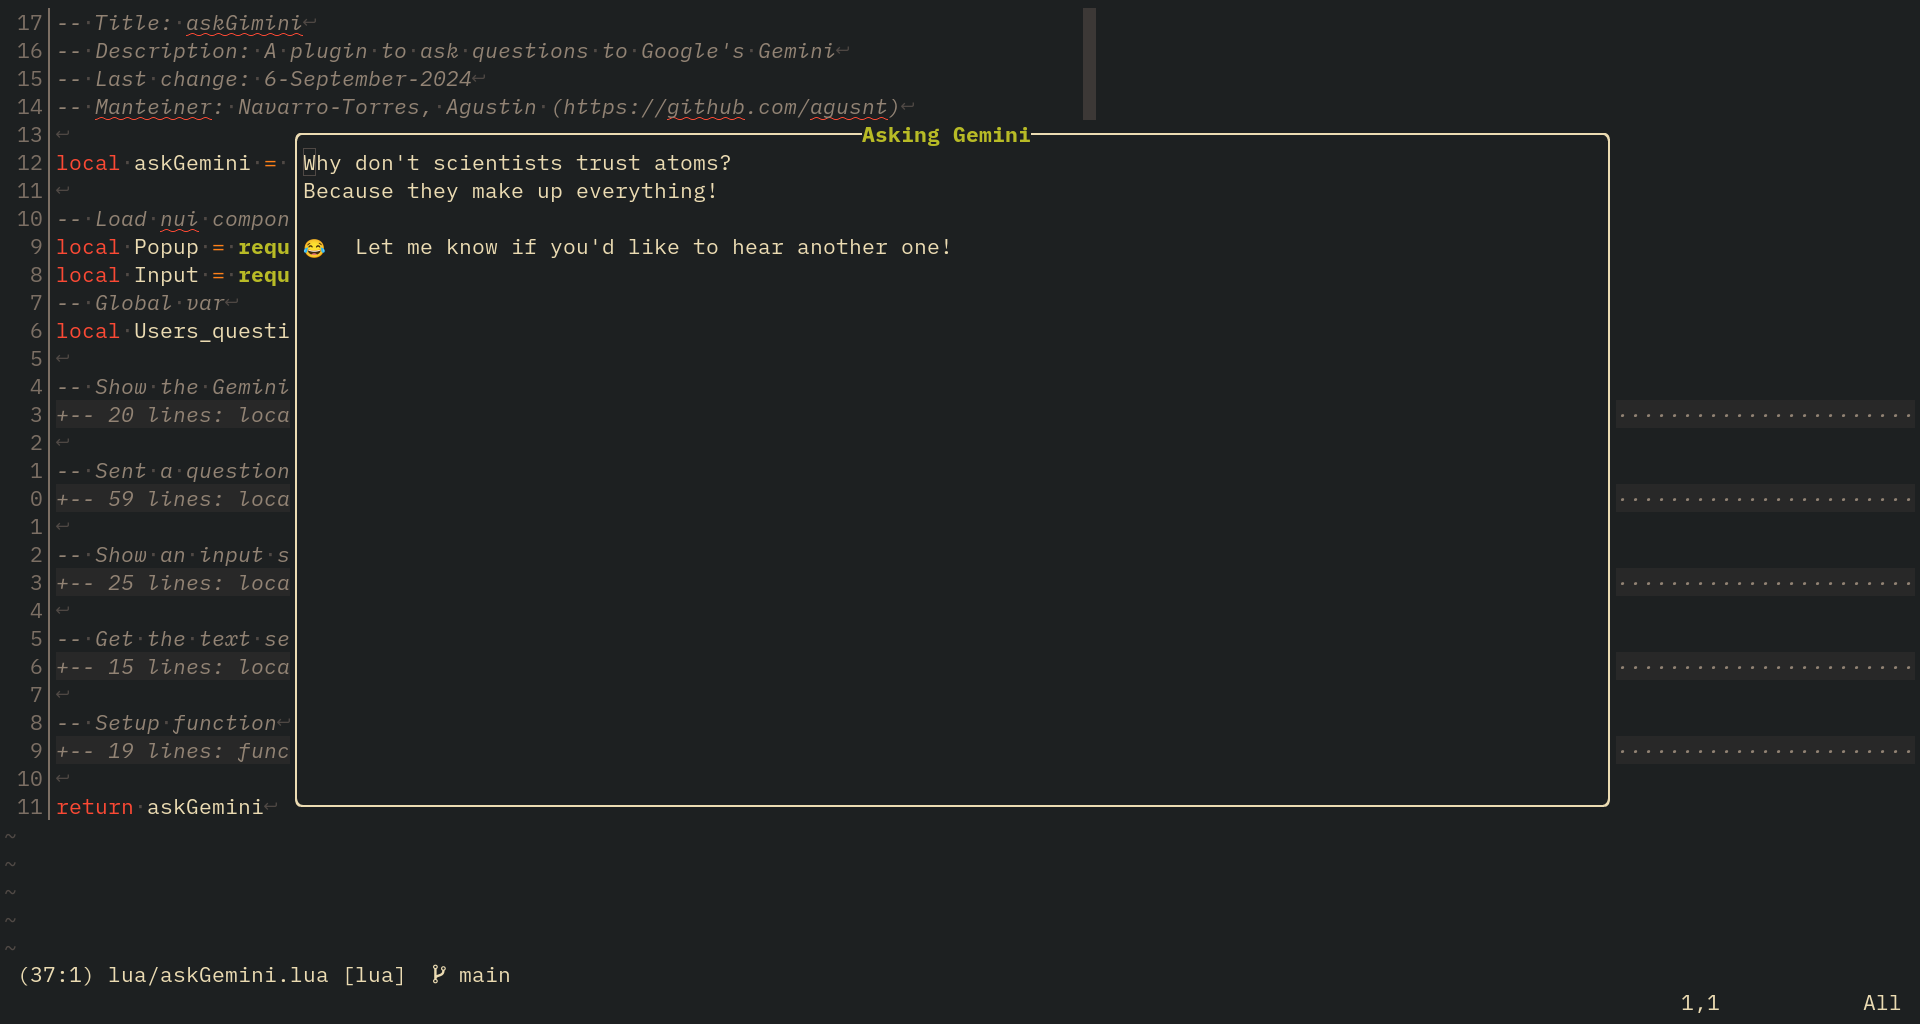 17 -- Title: askGimini
16 -- Description: A plugin to ask questions to Google's Gemini
15 -- Last change: 6-September-2024
14 -- Manteiner: Navarro-Torres, Agustin (https://github.com/agusnt)
13
Asking Gemini
12 local askGemini =
Why don't scientists trust atoms?
11
Because they make up everything!
10 -- Load nui compon
9 local Popup = requ
😂 Let me know if you'd like to hear another one!
8 local Input = requ
7 -- Global var
6 local Users_questi
5
4 -- Show the Gemini
3 +-- 20 lines: loca
2
1 -- Sent a question
0 +-- 59 lines: loca
1
2 -- Show an input s
3 +-- 25 lines: loca
4
5 -- Get the text se
6 +-- 15 lines: loca
7
8 -- Setup function
9 +-- 19 lines: func
10
11 return askGemini
~
~
~
~
~
(37:1) lua/askGemini.lua [lua] main
1,1 All